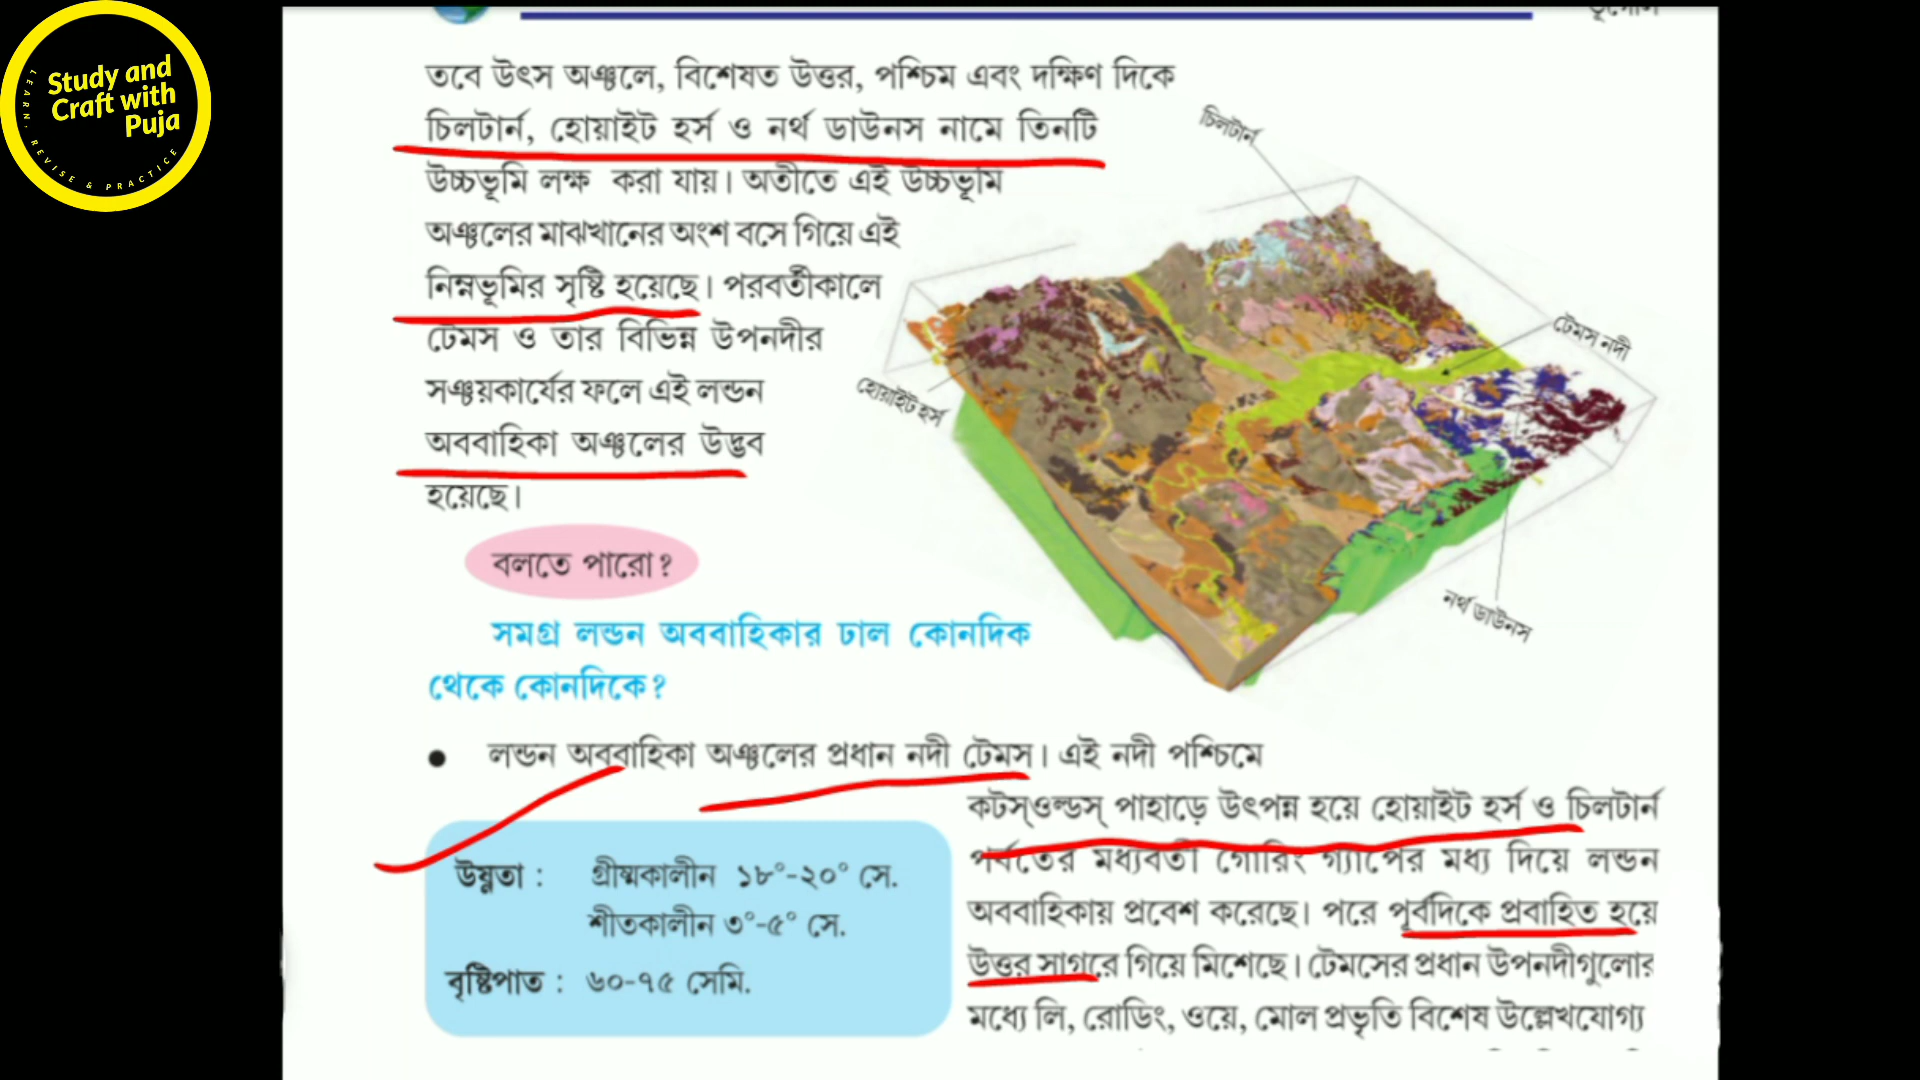 Study and
Craft with
Puja
LEARN, REVISE & PRACTICE
তবে উৎস অঞ্চলে, বিশেষত উত্তর, পশ্চিম এবং দক্ষিণ দিকে
চিলটার্ন, হোয়াইট হর্স ও নর্থ ডাউনস নামে তিনটি
উচ্চভূমি লক্ষ করা যায়। অতীতে এই উচ্চভূমি
অঞ্চলের মাঝখানের অংশ বসে গিয়ে এই
নিম্নভূমির সৃষ্টি হয়েছে। পরবর্তীকালে
টেমস ও তার বিভিন্ন উপনদীর
সঞ্চয়কার্যের ফলে এই লন্ডন
অববাহিকা অঞ্চলের উদ্ভব
হয়েছে।
চিলটার্ন
টেমস নদী
হোয়াইট হর্স
নর্থ ডাউনস
বলতে পারো?
সমগ্র লন্ডন অববাহিকার ঢাল কোনদিক
থেকে কোনদিকে?
● লন্ডন অববাহিকা অঞ্চলের প্রধান নদী টেমস। এই নদী পশ্চিমে
কটস্ওল্ডস্ পাহাড়ে উৎপন্ন হয়ে হোয়াইট হর্স ও চিলটার্ন
পর্বতের মধ্যবর্তী গোরিং গ্যাপের মধ্য দিয়ে লন্ডন
অববাহিকায় প্রবেশ করেছে। পরে পূর্বদিকে প্রবাহিত হয়ে
উত্তর সাগরে গিয়ে মিশেছে। টেমসের প্রধান উপনদীগুলোর
মধ্যে লি, রোডিং, ওয়ে, মোল প্রভৃতি বিশেষ উল্লেখযোগ্য
উষ্ণতা : গ্রীষ্মকালীন ১৮°-২০° সে.
শীতকালীন ৩°-৫° সে.
বৃষ্টিপাত : ৬০-৭৫ সেমি.